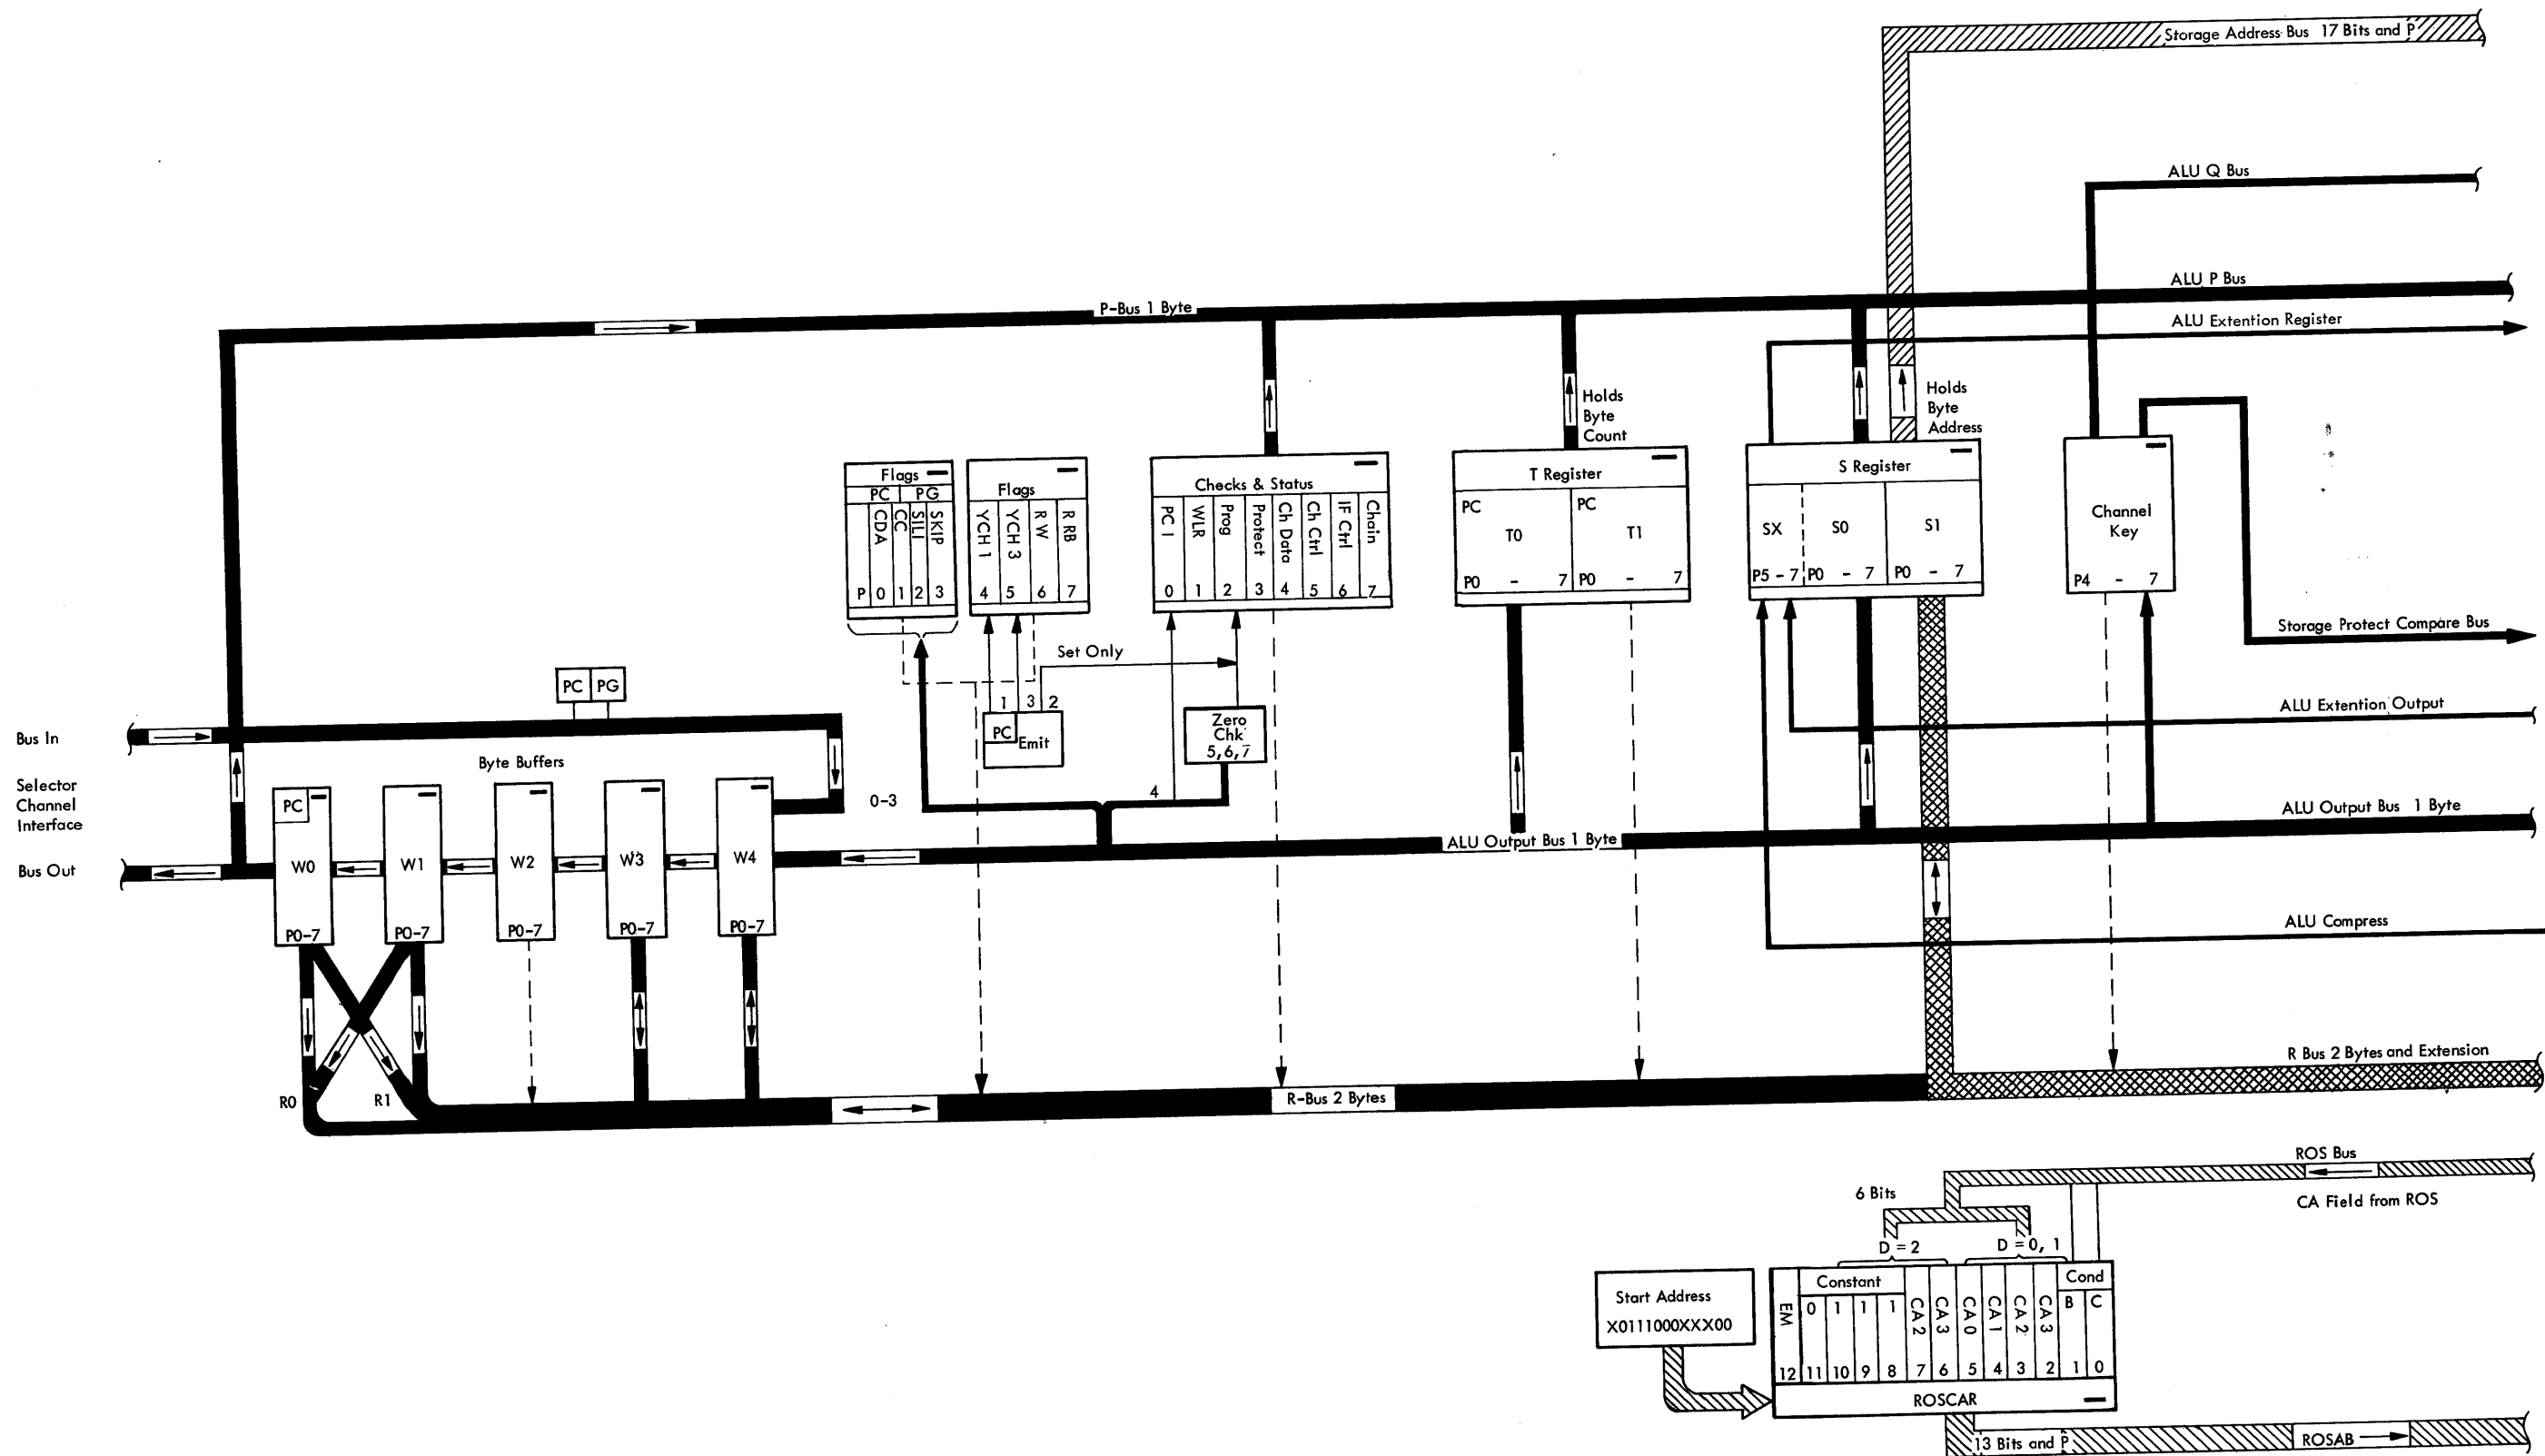 Storage Address Bus 17 Bits and P
ALU Q Bus
ALU P Bus
P-Bus 1 Byte
ALU Extention Register
Holds
Byte
Count
Holds
Byte
Address
Flags
PC PG
P CDA CC SILI SKIP
P 0 1 2 3
Flags
YCH 1 YCH 3 R W R RB
4 5 6 7
Checks & Status
PC I WLR Prog Protect Ch Data Ch Ctrl IF Ctrl Chain
0 1 2 3 4 5 6 7
T Register
PC PC
T0 T1
P0 - 7 P0 - 7
S Register
SX S0 S1
P5 - 7 P0 - 7 P0 - 7
Channel
Key
P4 - 7
Storage Protect Compare Bus
Set Only
PC PG
1 3 2
PC Emit
Zero
Chk
5,6,7
ALU Extention Output
Bus In
Byte Buffers
Selector
Channel
Interface
Bus Out
0-3
4
PC
W0 W1 W2 W3 W4
P0-7 P0-7 P0-7 P0-7 P0-7
ALU Output Bus 1 Byte
ALU Output Bus 1 Byte
ALU Compress
R0 R1
R-Bus 2 Bytes
R Bus 2 Bytes and Extension
ROS Bus
6 Bits
CA Field from ROS
D = 2
D = 0, 1
Start Address
X0111000XXX00
Constant
Cond
EM 0 1 1 1 CA 2 CA 3 CA 0 CA 1 CA 2 CA 3 B C
12 11 10 9 8 7 6 5 4 3 2 1 0
ROSCAR
13 Bits and P
ROSAB